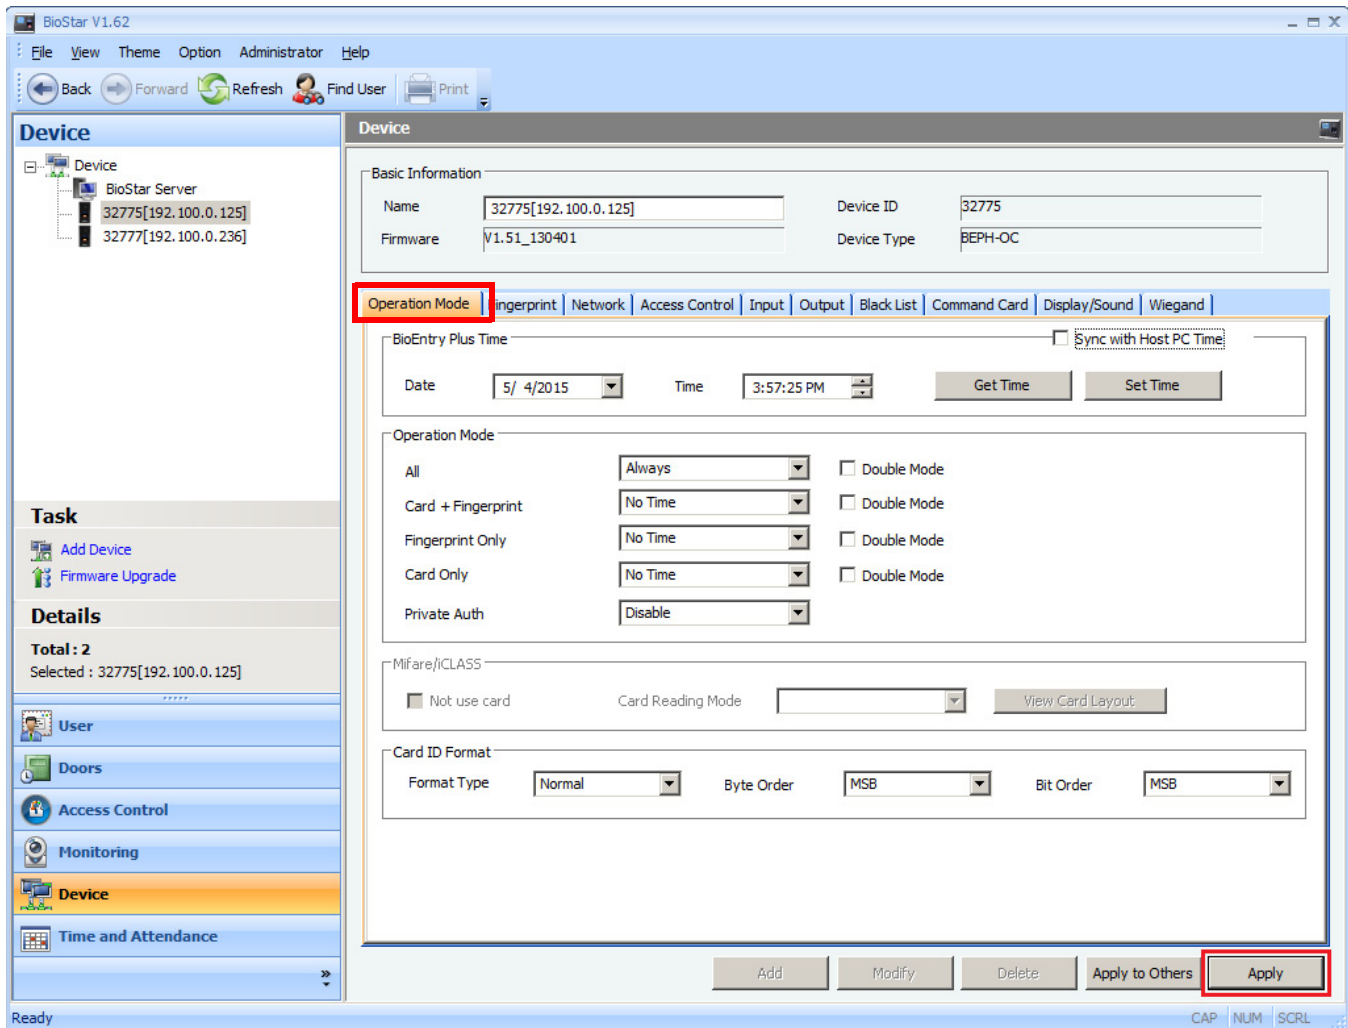 BioStar V1.62
File View Theme Option Administrator Help
Back Forward Refresh Find User Print
Device
Device
BioStar Server
32775[192.100.0.125]
32777[192.100.0.236]
Task
Add Device
Firmware Upgrade
Details
Total : 2
Selected : 32775[192.100.0.125]
User
Doors
Access Control
Monitoring
Device
Time and Attendance
Device
Basic Information
Name 32775[192.100.0.125] Device ID 32775
Firmware V1.51_130401 Device Type BEPH-OC
Operation Mode ingerprint Network Access Control Input Output Black List Command Card Display/Sound Wiegand
BioEntry Plus Time Sync with Host PC Time
Date 5/ 4/2015 Time 3:57:25 PM Get Time Set Time
Operation Mode
All Always Double Mode
Card + Fingerprint No Time Double Mode
Fingerprint Only No Time Double Mode
Card Only No Time Double Mode
Private Auth Disable
Mifare/iCLASS
Not use card Card Reading Mode View Card Layout
Card ID Format
Format Type Normal Byte Order MSB Bit Order MSB
Add Modify Delete Apply to Others Apply
Ready CAP NUM SCRL